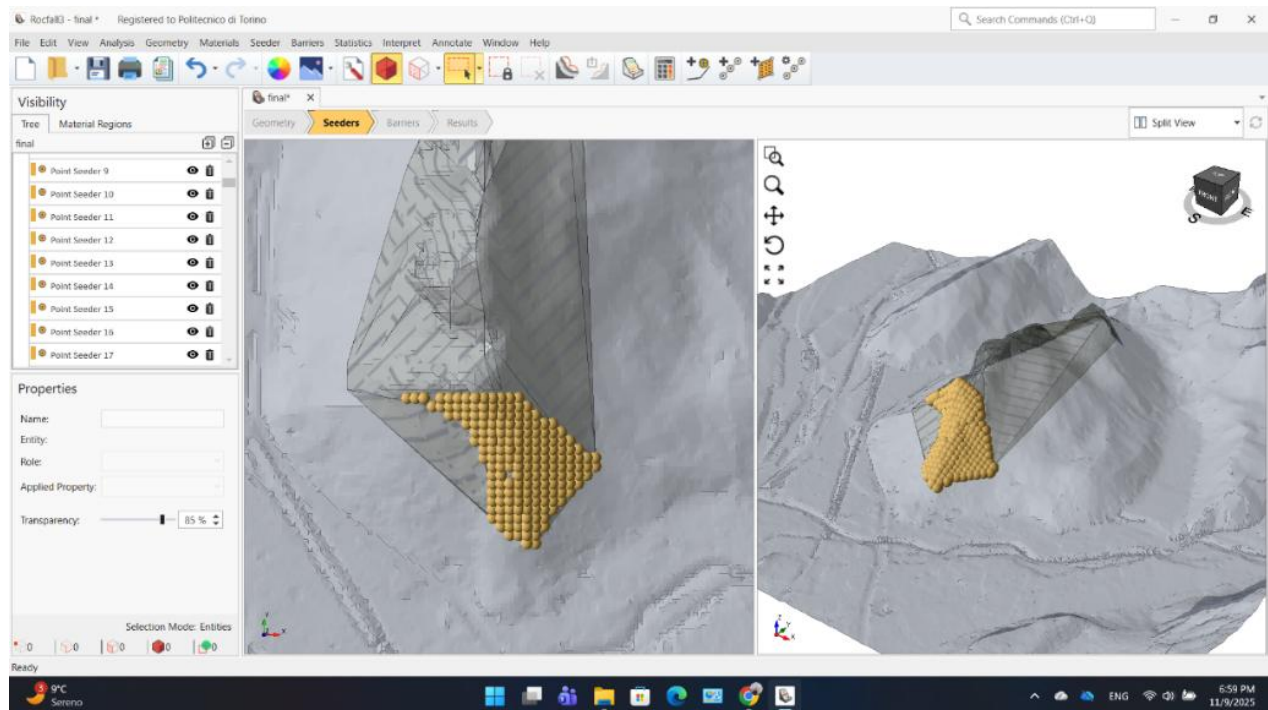 Rocfall3 - final *    Registered to Politecnico di Torino
Search Commands (Ctrl+Q)
File Edit View Analysis Geometry Materials Seeder Barriers Statistics Interpret Annotate Window Help
Visibility
Tree Material Regions
final
Point Seeder 9
Point Seeder 10
Point Seeder 11
Point Seeder 12
Point Seeder 13
Point Seeder 14
Point Seeder 15
Point Seeder 16
Point Seeder 17
Properties
Name:
Entity:
Role:
Applied Property:
Transparency: 85 %
Selection Mode: Entities
0 0 0 0 0
Ready
final* X
Geometry Seeders Barriers Results
Split View
FRONT
S E
X
X
9°C
Sereno
ENG
6:59 PM
11/9/2025